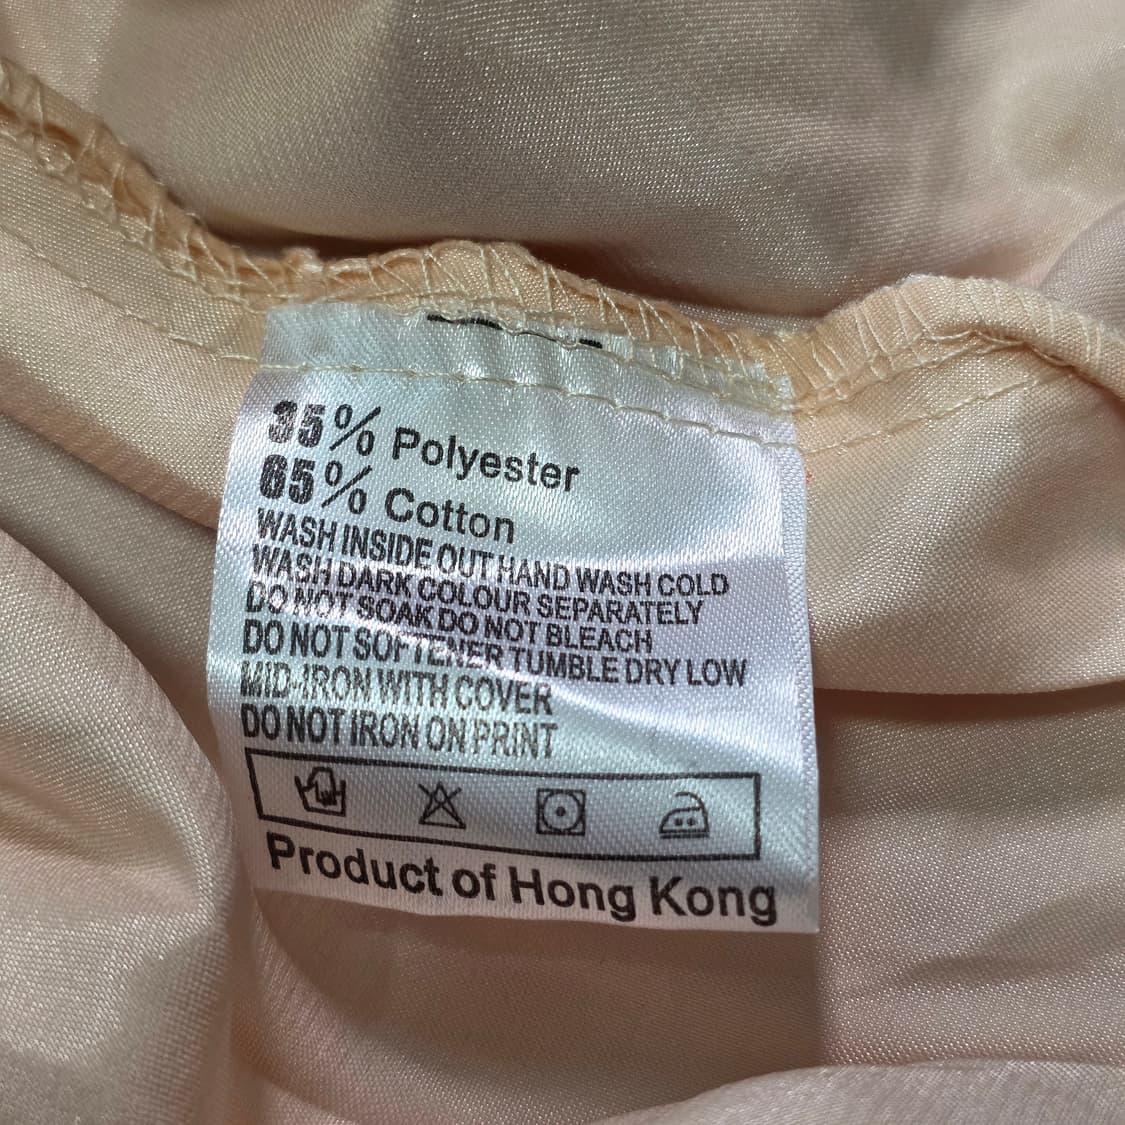 35% Polyester
65% Cotton
WASH INSIDE OUT HAND WASH COLD
WASH DARK COLOUR SEPARATELY
DO NOT SOAK DO NOT BLEACH
DO NOT SOFTENER TUMBLE DRY LOW
MID-IRON WITH COVER
DO NOT IRON ON PRINT
Product of Hong Kong